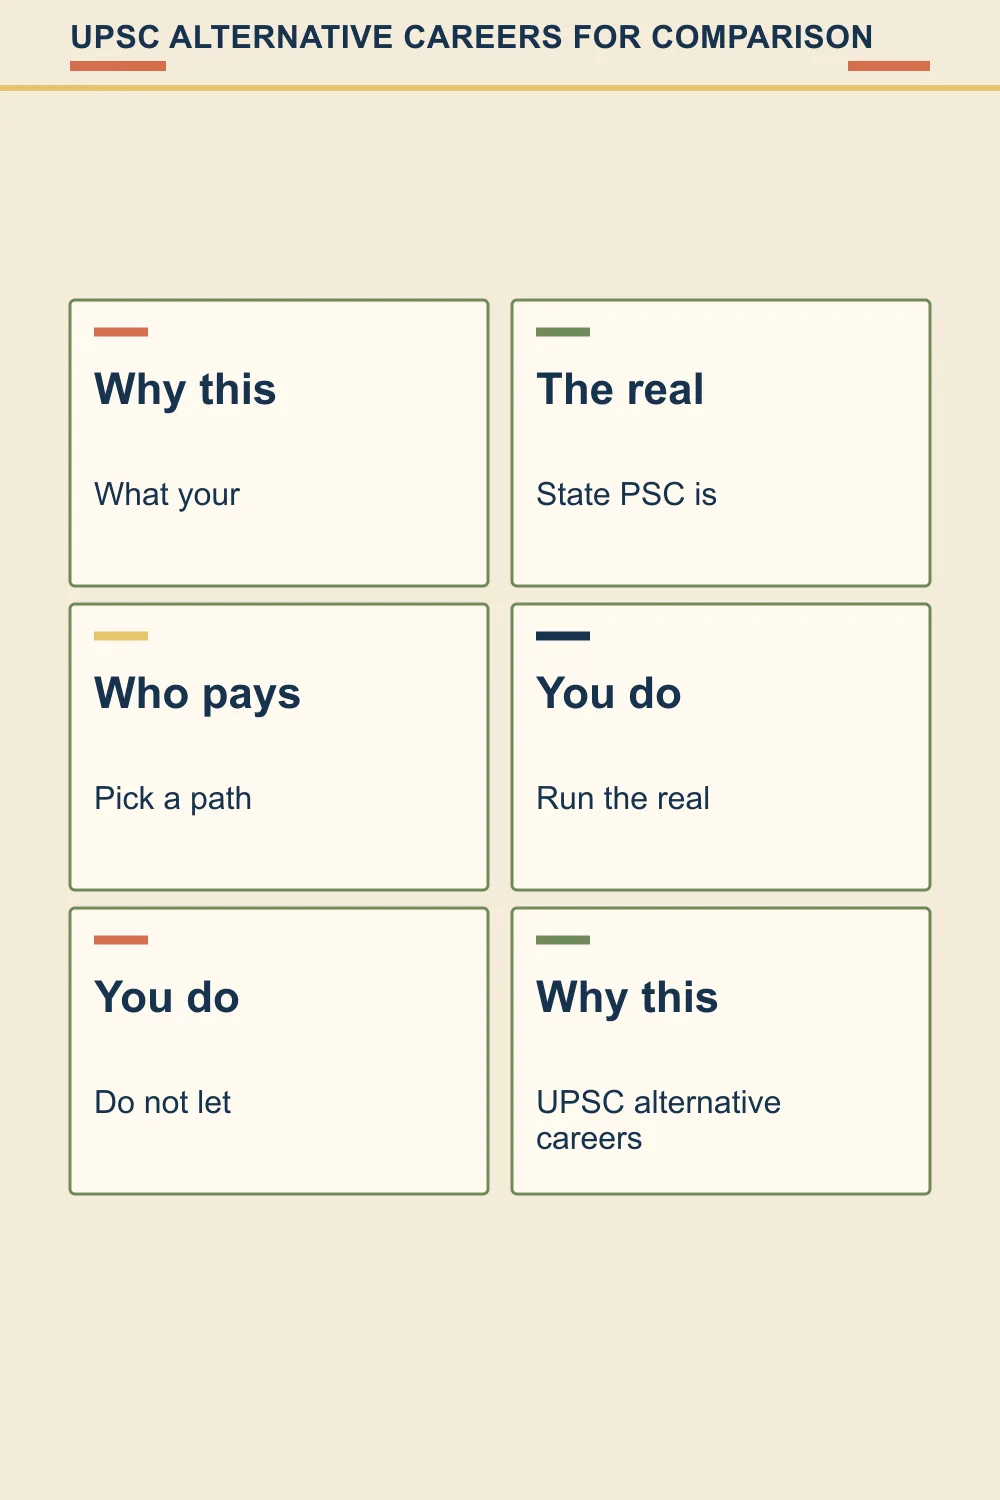 UPSC ALTERNATIVE CAREERS FOR COMPARISON
Why this
What your
The real
State PSC is
Who pays
Pick a path
You do
Run the real
You do
Do not let
Why this
UPSC alternative
careers